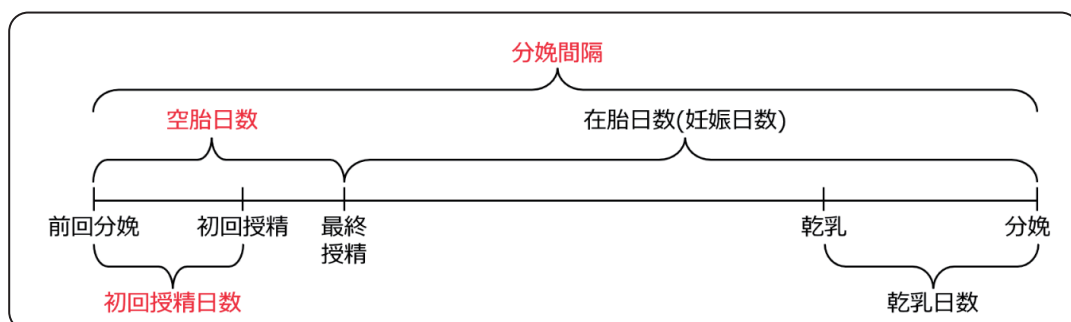 分娩間隔
空胎日数
在胎日数(妊娠日数)
前回分娩
初回授精
最終
授精
乾乳
分娩
初回授精日数
乾乳日数